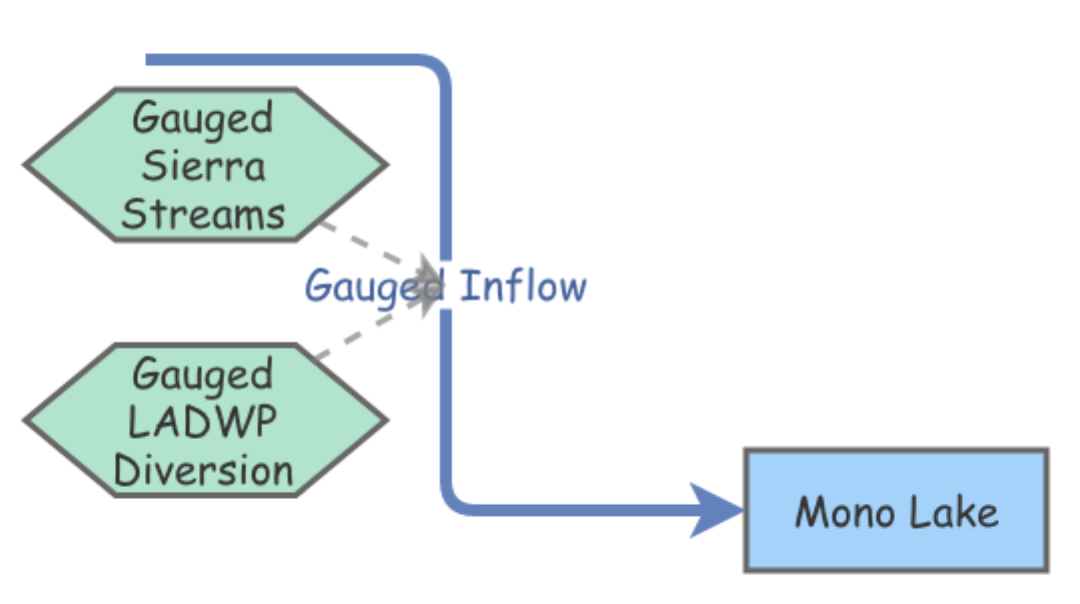 Gauged
Sierra
Streams
Gauged Inflow
Gauged
LADWP
Diversion
Mono Lake